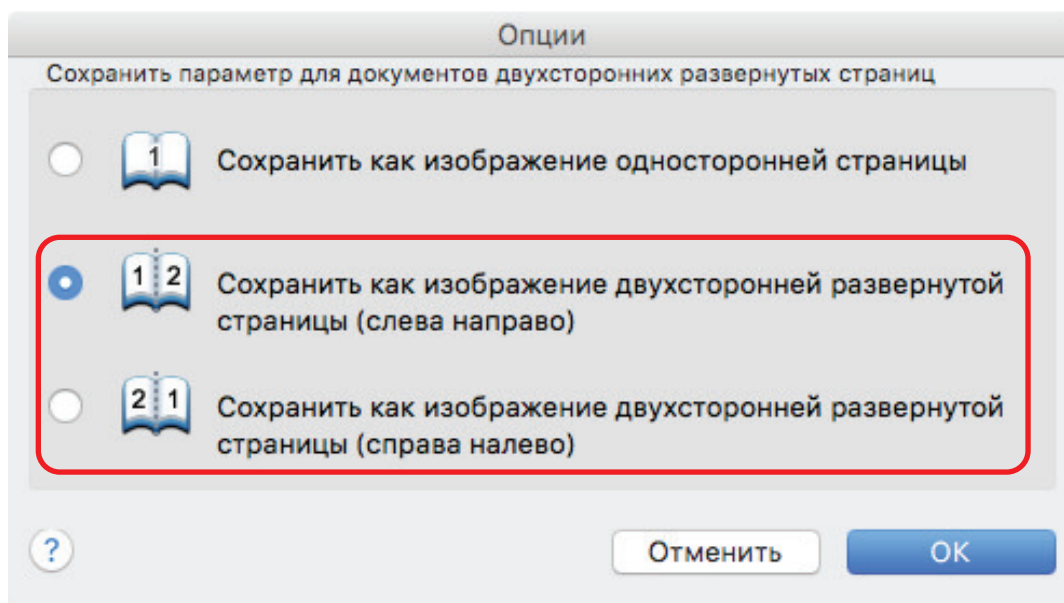 Опции
Сохранить параметр для документов двухсторонних развернутых страниц
1
Сохранить как изображение односторонней страницы
1 2
Сохранить как изображение двухсторонней развернутой
страницы (слева направо)
2 1
Сохранить как изображение двухсторонней развернутой
страницы (справа налево)
?
Отменить
OK